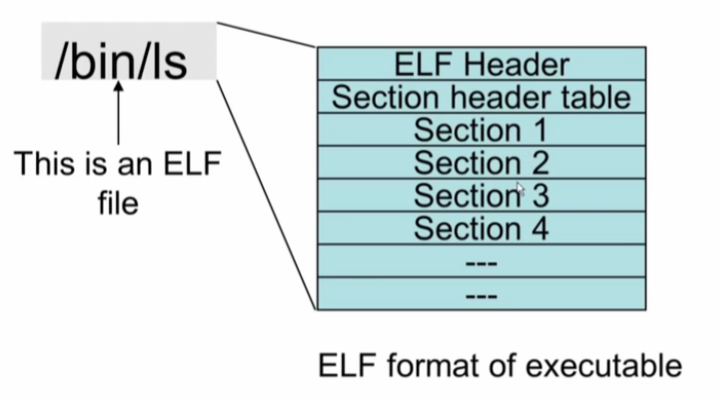 /bin/ls
This is an ELF
file
ELF Header
Section header table
Section 1
Section 2
Section 3
Section 4
---
---
ELF format of executable